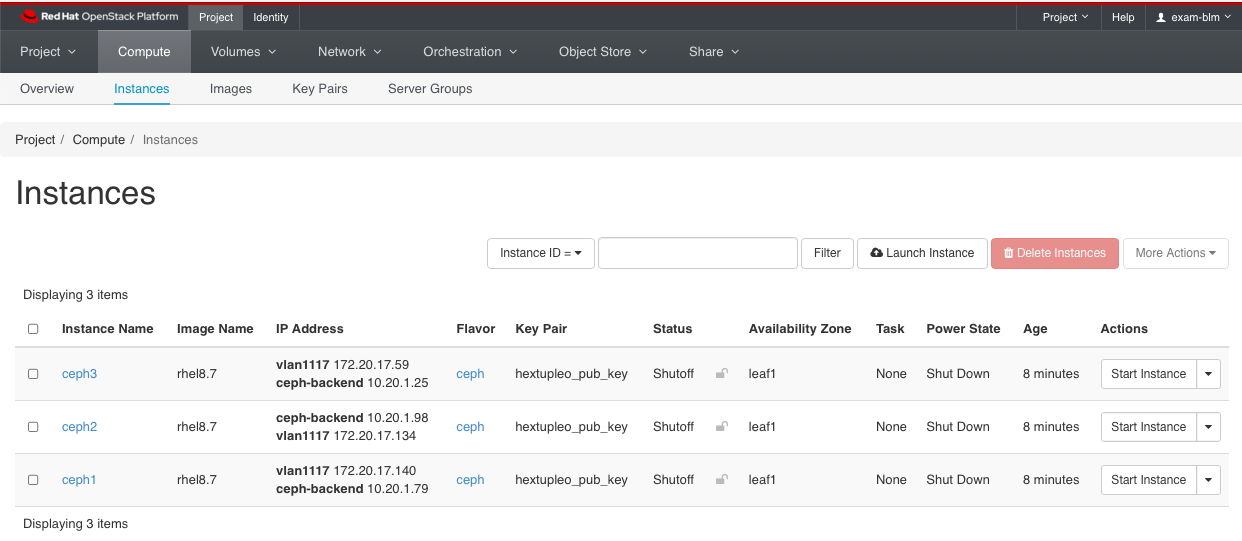 Red Hat OpenStack Platform Project Identity Project Help exam-blm
Project Compute Volumes Network Orchestration Object Store Share
Overview Instances Images Key Pairs Server Groups
Project / Compute / Instances
Instances
Instance ID = Filter Launch Instance Delete Instances More Actions
Displaying 3 items
Instance Name Image Name IP Address Flavor Key Pair Status Availability Zone Task Power State Age Actions
vlan1117 172.20.17.59
ceph3 rhel8.7 ceph hextupleo_pub_key Shutoff leaf1 None Shut Down 8 minutes Start Instance
ceph-backend 10.20.1.25
ceph-backend 10.20.1.98
ceph2 rhel8.7 ceph hextupleo_pub_key Shutoff leaf1 None Shut Down 8 minutes Start Instance
vlan1117 172.20.17.134
vlan1117 172.20.17.140
ceph1 rhel8.7 ceph hextupleo_pub_key Shutoff leaf1 None Shut Down 8 minutes Start Instance
ceph-backend 10.20.1.79
Displaying 3 items